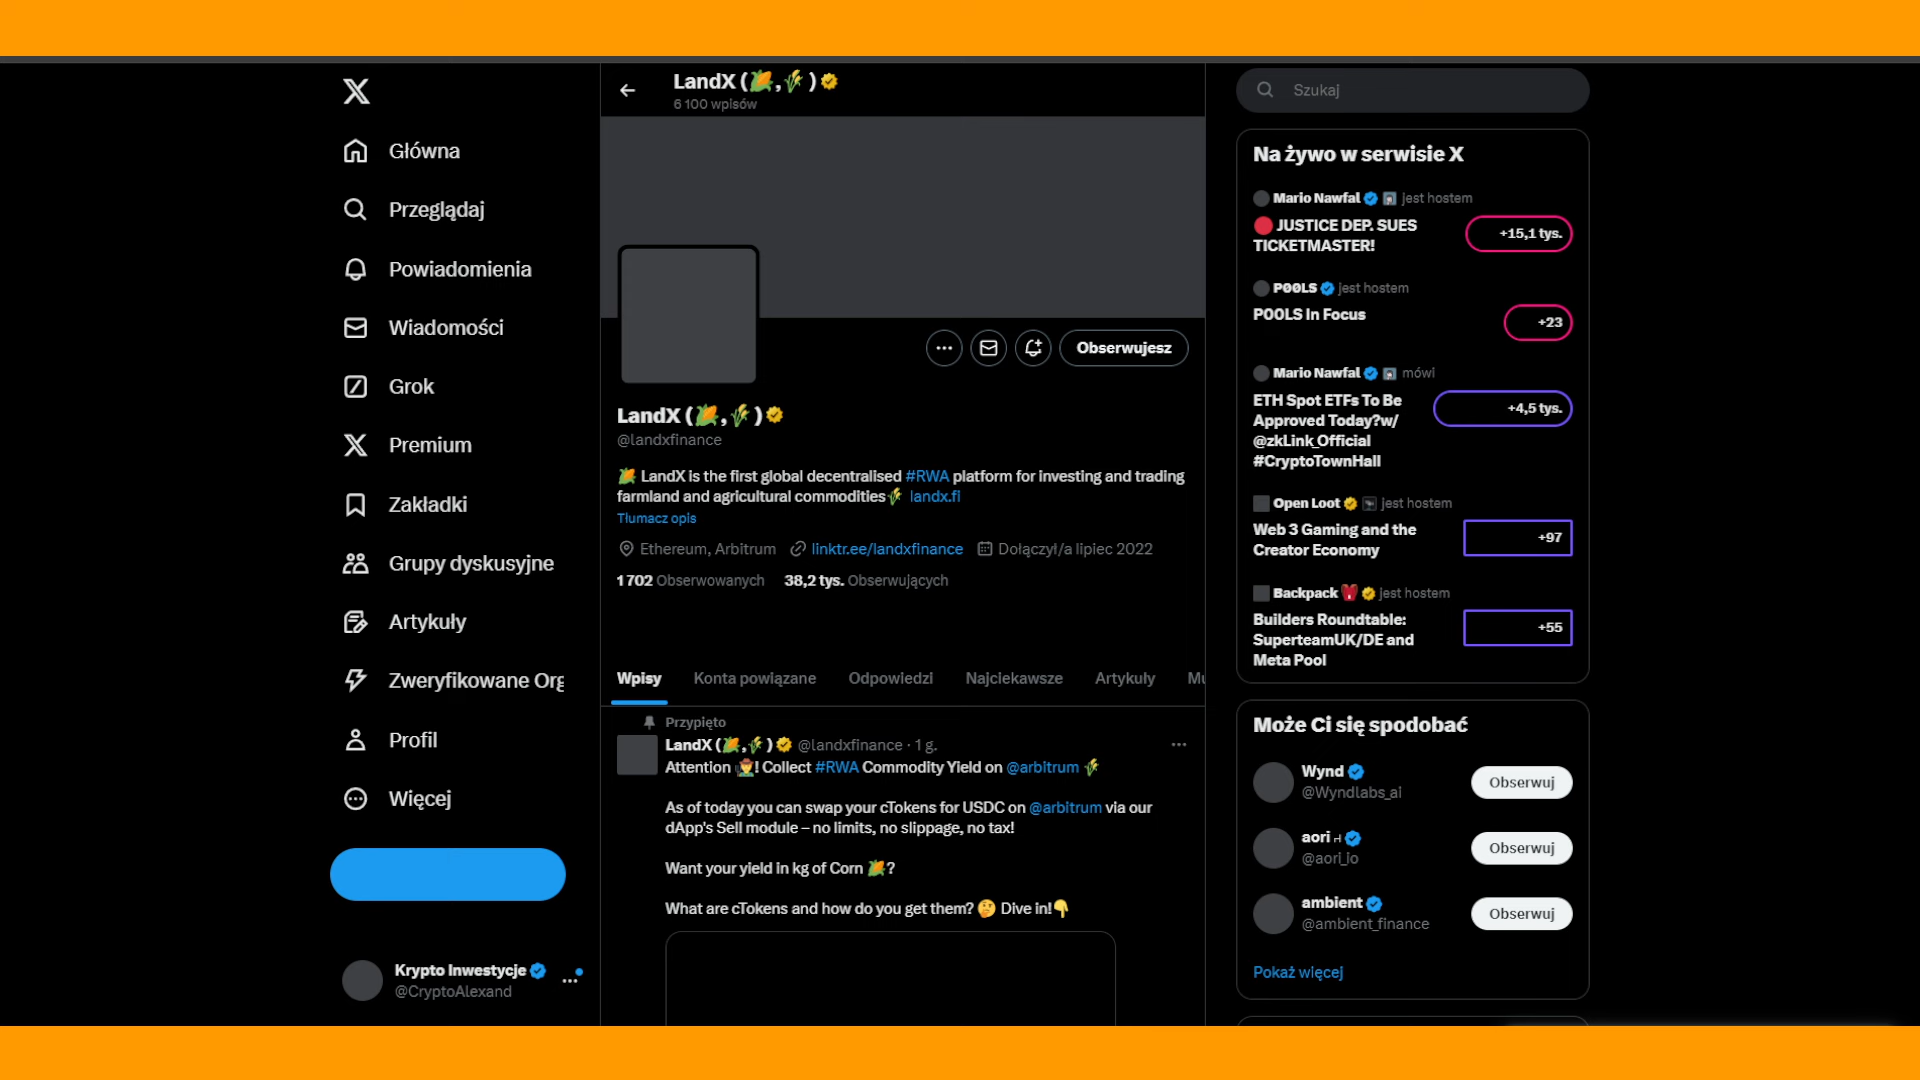 Główna
Przeglądaj
Powiadomienia
Wiadomości
Grok
Premium
Zakładki
Grupy dyskusyjne
Artykuły
Zweryfikowane Org
Profil
Więcej
Krypto Inwestycje
@CryptoAlexand
LandX (🌽,🌾)
6 100 wpisów
Obserwujesz
LandX (🌽,🌾)
@landxfinance
🌽 LandX is the first global decentralised #RWA platform for investing and trading
farmland and agricultural commodities🌾 landx.fi
Tłumacz opis
Ethereum, Arbitrum linktr.ee/landxfinance Dołączył/a lipiec 2022
1 702 Obserwowanych 38,2 tys. Obserwujących
Wpisy Konta powiązane Odpowiedzi Najciekawsze Artykuły Mu
Przypięto
LandX (🌽,🌾) @landxfinance · 1 g.
Attention 👨‍🌾! Collect #RWA Commodity Yield on @arbitrum 🌾
As of today you can swap your cTokens for USDC on @arbitrum via our
dApp's Sell module – no limits, no slippage, no tax!
Want your yield in kg of Corn 🌽?
What are cTokens and how do you get them? 🤔 Dive in!👇
Szukaj
Na żywo w serwisie X
Mario Nawfal jest hostem
🔴 JUSTICE DEP. SUES
TICKETMASTER!
+15,1 tys.
PØØLS jest hostem
P00LS In Focus
+23
Mario Nawfal mówi
ETH Spot ETFs To Be
Approved Today?w/
@zkLink_Official
#CryptoTownHall
+4,5 tys.
Open Loot jest hostem
Web 3 Gaming and the
Creator Economy
+97
Backpack 🎒 jest hostem
Builders Roundtable:
SuperteamUK/DE and
Meta Pool
+55
Może Ci się spodobać
Wynd
@Wyndlabs_ai
Obserwuj
aori
@aori_io
Obserwuj
ambient
@ambient_finance
Obserwuj
Pokaż więcej